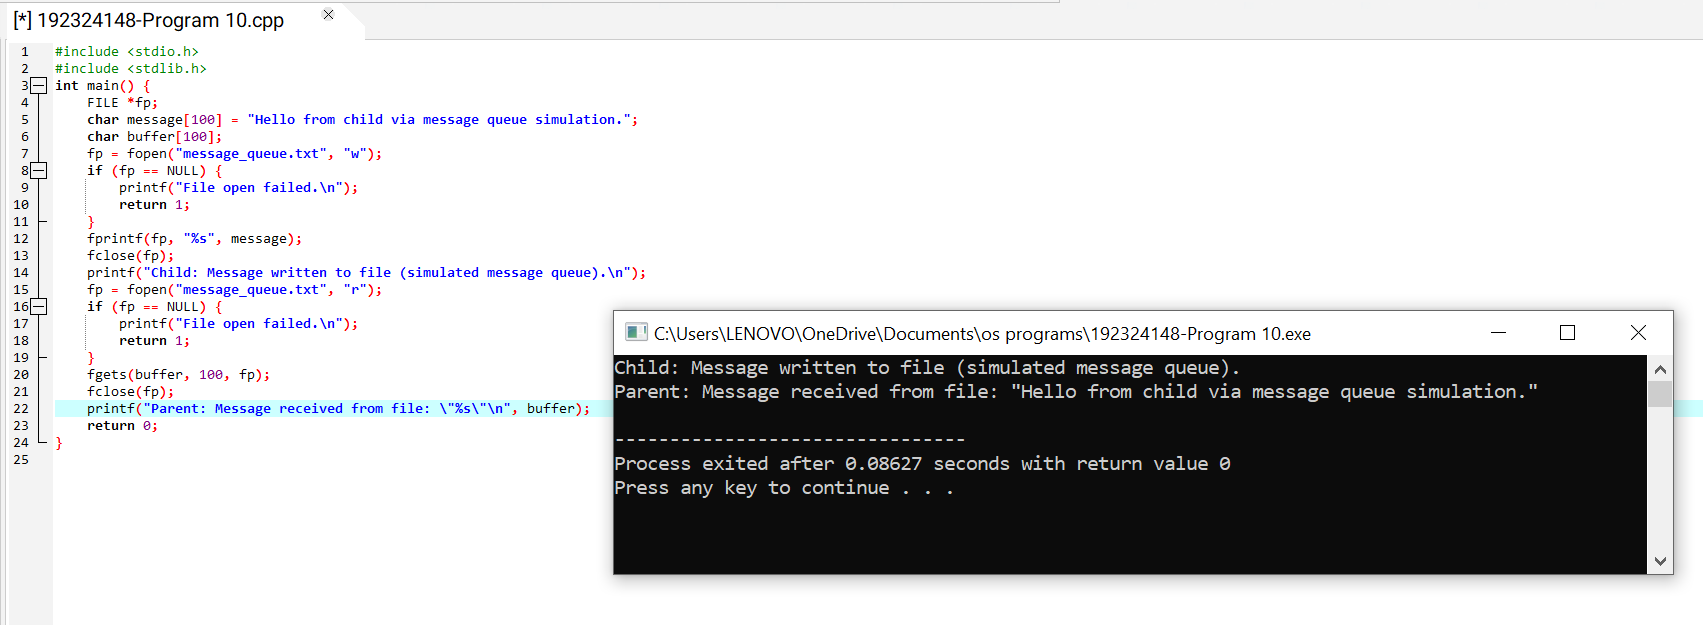 [*] 192324148-Program 10.cpp
1 #include <stdio.h>
2 #include <stdlib.h>
3 int main() {
4 FILE *fp;
5 char message[100] = "Hello from child via message queue simulation.";
6 char buffer[100];
7 fp = fopen("message_queue.txt", "w");
8 if (fp == NULL) {
9 printf("File open failed.\n");
10 return 1;
11 }
12 fprintf(fp, "%s", message);
13 fclose(fp);
14 printf("Child: Message written to file (simulated message queue).\n");
15 fp = fopen("message_queue.txt", "r");
16 if (fp == NULL) {
17 printf("File open failed.\n");
18 return 1;
19 }
20 fgets(buffer, 100, fp);
21 fclose(fp);
22 printf("Parent: Message received from file: \"%s\"\n", buffer);
23 return 0;
24 }
25
C:\Users\LENOVO\OneDrive\Documents\os programs\192324148-Program 10.exe
Child: Message written to file (simulated message queue).
Parent: Message received from file: "Hello from child via message queue simulation."
--------------------------------
Process exited after 0.08627 seconds with return value 0
Press any key to continue . . .